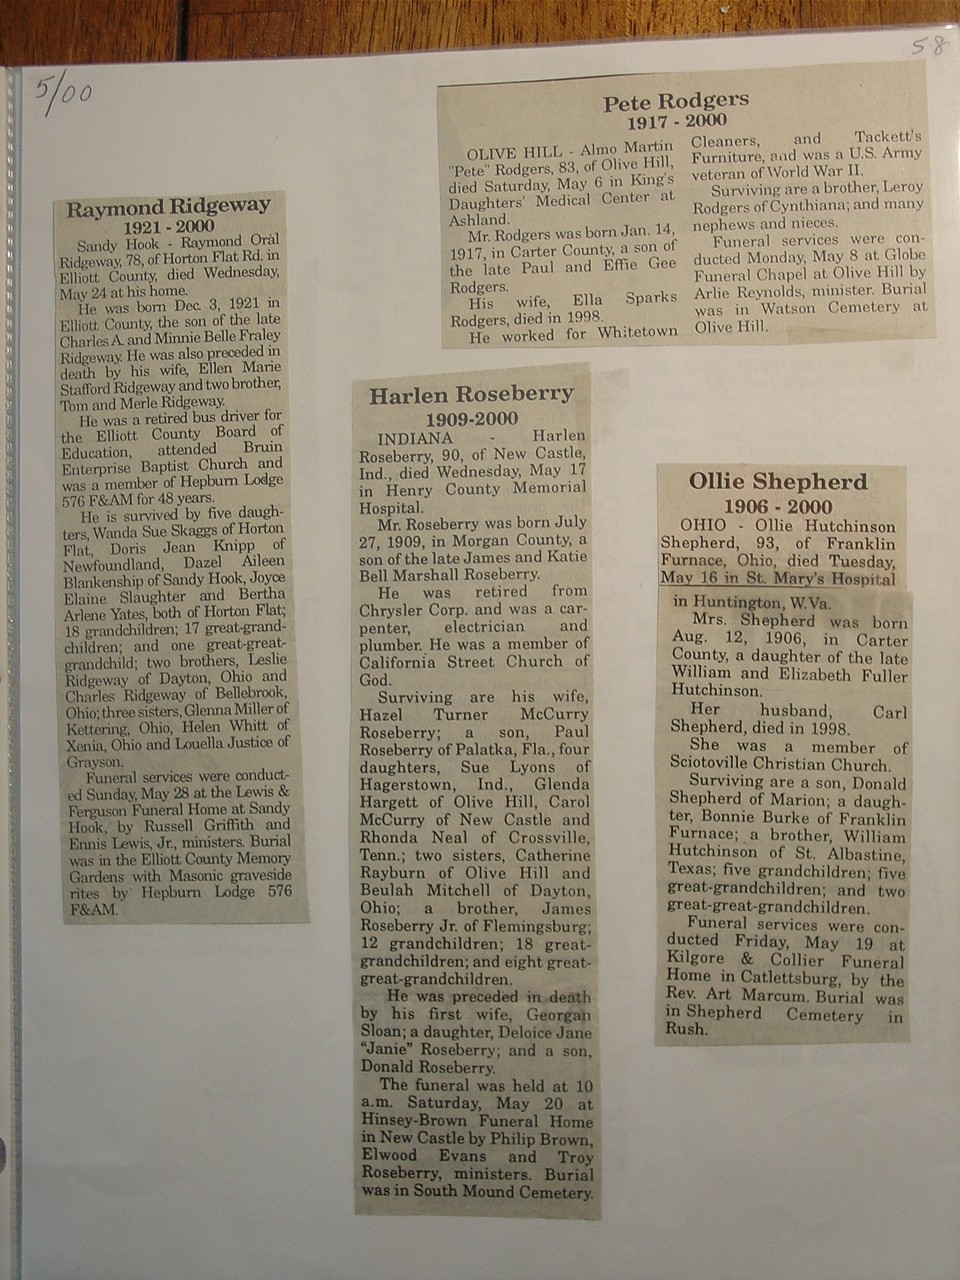 5/00
58
Raymond Ridgeway
1921 - 2000
Sandy Hook - Raymond Oral
Ridgeway, 78, of Horton Flat Rd. in
Elliott County, died Wednesday,
May 24 at his home.
He was born Dec. 3, 1921 in
Elliott County, the son of the late
Charles A. and Minnie Belle Fraley
Ridgeway. He was also preceded in
death by his wife, Ellen Marie
Stafford Ridgeway and two brother,
Tom and Merle Ridgeway.
He was a retired bus driver for
the Elliott County Board of
Education, attended Bruin
Enterprise Baptist Church and
was a member of Hepburn Lodge
576 F&AM for 48 years.
He is survived by five daugh-
ters, Wanda Sue Skaggs of Horton
Flat, Doris Jean Knipp of
Newfoundland, Dazel Aileen
Blankenship of Sandy Hook, Joyce
Elaine Slaughter and Bertha
Arlene Yates, both of Horton Flat;
18 grandchildren; 17 great-grand-
children; and one great-great-
grandchild; two brothers, Leslie
Ridgeway of Dayton, Ohio and
Charles Ridgeway of Bellebrook,
Ohio; three sisters, Glenna Miller of
Kettering, Ohio, Helen Whitt of
Xenia, Ohio and Louella Justice of
Grayson.
Funeral services were conduct-
ed Sunday, May 28 at the Lewis &
Ferguson Funeral Home at Sandy
Hook, by Russell Griffith and
Ennis Lewis, Jr., ministers. Burial
was in the Elliott County Memory
Gardens with Masonic graveside
rites by Hepburn Lodge 576
F&AM.
Pete Rodgers
1917 - 2000
OLIVE HILL - Almo Martin
"Pete" Rodgers, 83, of Olive Hill,
died Saturday, May 6 in King's
Daughters' Medical Center at
Ashland.
Mr. Rodgers was born Jan. 14,
1917, in Carter County, a son of
the late Paul and Effie Gee
Rodgers.
His wife, Ella Sparks
Rodgers, died in 1998.
He worked for Whitetown
Cleaners, and Tackett's
Furniture, and was a U.S. Army
veteran of World War II.
Surviving are a brother, Leroy
Rodgers of Cynthiana; and many
nephews and nieces.
Funeral services were con-
ducted Monday, May 8 at Globe
Funeral Chapel at Olive Hill by
Arlie Reynolds, minister. Burial
was in Watson Cemetery at
Olive Hill.
Harlen Roseberry
1909-2000
INDIANA - Harlen
Roseberry, 90, of New Castle,
Ind., died Wednesday, May 17
in Henry County Memorial
Hospital.
Mr. Roseberry was born July
27, 1909, in Morgan County, a
son of the late James and Katie
Bell Marshall Roseberry.
He was retired from
Chrysler Corp. and was a car-
penter, electrician and
plumber. He was a member of
California Street Church of
God.
Surviving are his wife,
Hazel Turner McCurry
Roseberry; a son, Paul
Roseberry of Palatka, Fla., four
daughters, Sue Lyons of
Hagerstown, Ind., Glenda
Hargett of Olive Hill, Carol
McCurry of New Castle and
Rhonda Neal of Crossville,
Tenn.; two sisters, Catherine
Rayburn of Olive Hill and
Beulah Mitchell of Dayton,
Ohio; a brother, James
Roseberry Jr. of Flemingsburg;
12 grandchildren; 18 great-
grandchildren; and eight great-
great-grandchildren.
He was preceded in death
by his first wife, Georgan
Sloan; a daughter, Deloice Jane
"Janie" Roseberry; and a son,
Donald Roseberry.
The funeral was held at 10
a.m. Saturday, May 20 at
Hinsey-Brown Funeral Home
in New Castle by Philip Brown,
Elwood Evans and Troy
Roseberry, ministers. Burial
was in South Mound Cemetery.
Ollie Shepherd
1906 - 2000
OHIO - Ollie Hutchinson
Shepherd, 93, of Franklin
Furnace, Ohio, died Tuesday,
May 16 in St. Mary's Hospital
in Huntington, W.Va.
Mrs. Shepherd was born
Aug. 12, 1906, in Carter
County, a daughter of the late
William and Elizabeth Fuller
Hutchinson.
Her husband, Carl
Shepherd, died in 1998.
She was a member of
Sciotoville Christian Church.
Surviving are a son, Donald
Shepherd of Marion; a daugh-
ter, Bonnie Burke of Franklin
Furnace; a brother, William
Hutchinson of St. Albastine,
Texas; five grandchildren; five
great-grandchildren; and two
great-great-grandchildren.
Funeral services were con-
ducted Friday, May 19 at
Kilgore & Collier Funeral
Home in Catlettsburg, by the
Rev. Art Marcum. Burial was
in Shepherd Cemetery in
Rush.